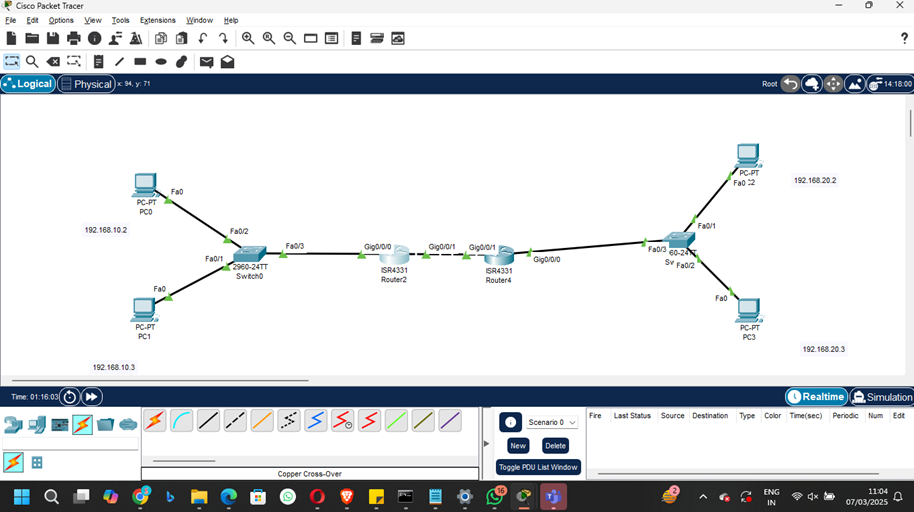 Cisco Packet Tracer
File Edit Options View Tools Extensions Window Help
Logical Physical x: 94, y: 71 Root 14:18:00
PC-PT
PC0
Fa0
192.168.10.2
Fa0/2
Fa0/1
Fa0/3
2960-24TT
Switch0
Fa0
PC-PT
PC1
192.168.10.3
Gig0/0/0
ISR4331
Router2
Gig0/0/1
Gig0/0/1
ISR4331
Router4
Gig0/0/0
PC-PT
Fa0
192.168.20.2
Fa0/1
Fa0/3
60-24TT
Fa0/2
Fa0
PC-PT
PC3
192.168.20.3
Time: 01:16:03 Realtime Simulation
Scenario 0
New Delete
Toggle PDU List Window
Fire Last Status Source Destination Type Color Time(sec) Periodic Num Edit
Copper Cross-Over
2
16
2
ENG
IN
11:04
07/03/2025